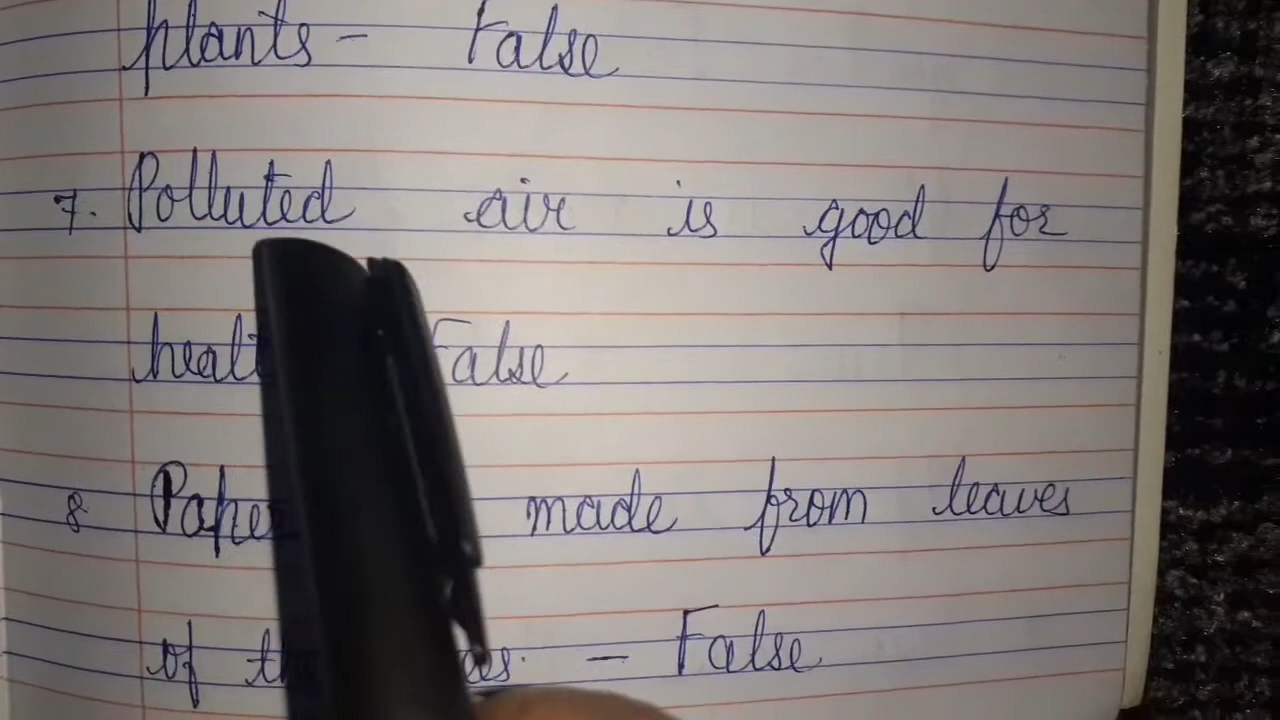 plants - False
7. Polluted air is good for
False
8 made from leaves
of - False